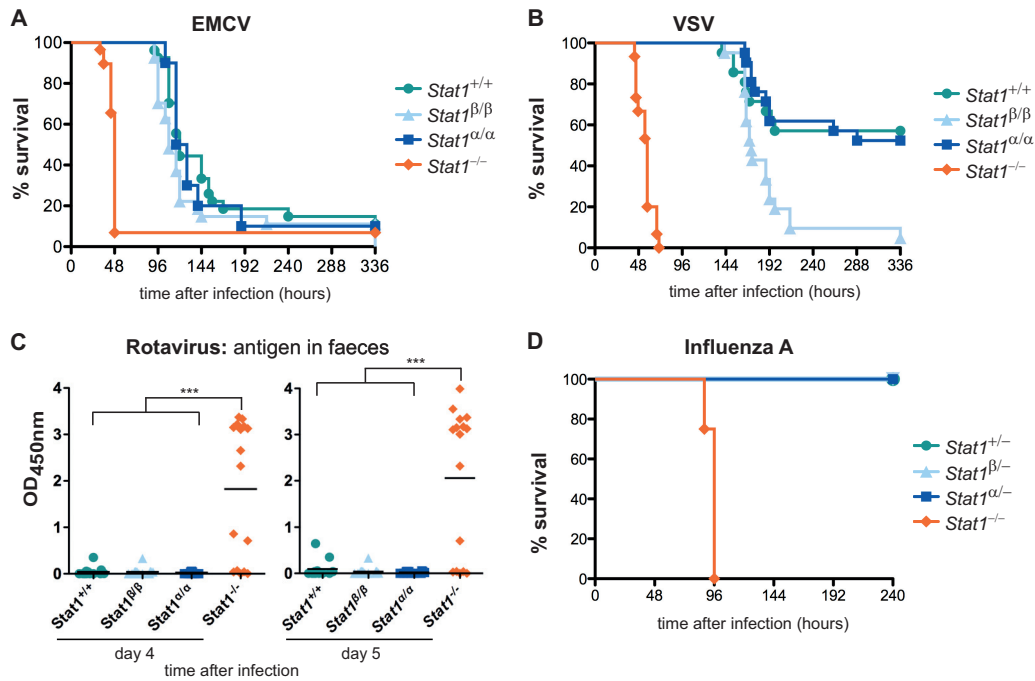 A
EMCV
% survival
100
80
60
40
20
0
0 48 96 144 192 240 288 336
time after infection (hours)
Stat1+/+
Stat1β/β
Stat1α/α
Stat1–/–
B
VSV
% survival
100
80
60
40
20
0
0 48 96 144 192 240 288 336
time after infection (hours)
Stat1+/+
Stat1β/β
Stat1α/α
Stat1–/–
C
Rotavirus: antigen in faeces
OD450nm
4
3
2
1
0
***
Stat1+/+ Stat1β/β Stat1α/α Stat1-/-
day 4
4
3
2
1
0
***
Stat1+/+ Stat1β/β Stat1α/α Stat1-/-
day 5
time after infection
D
Influenza A
% survival
100
80
60
40
20
0
0 48 96 144 192 240
time after infection (hours)
Stat1+/–
Stat1β/–
Stat1α/–
Stat1–/–